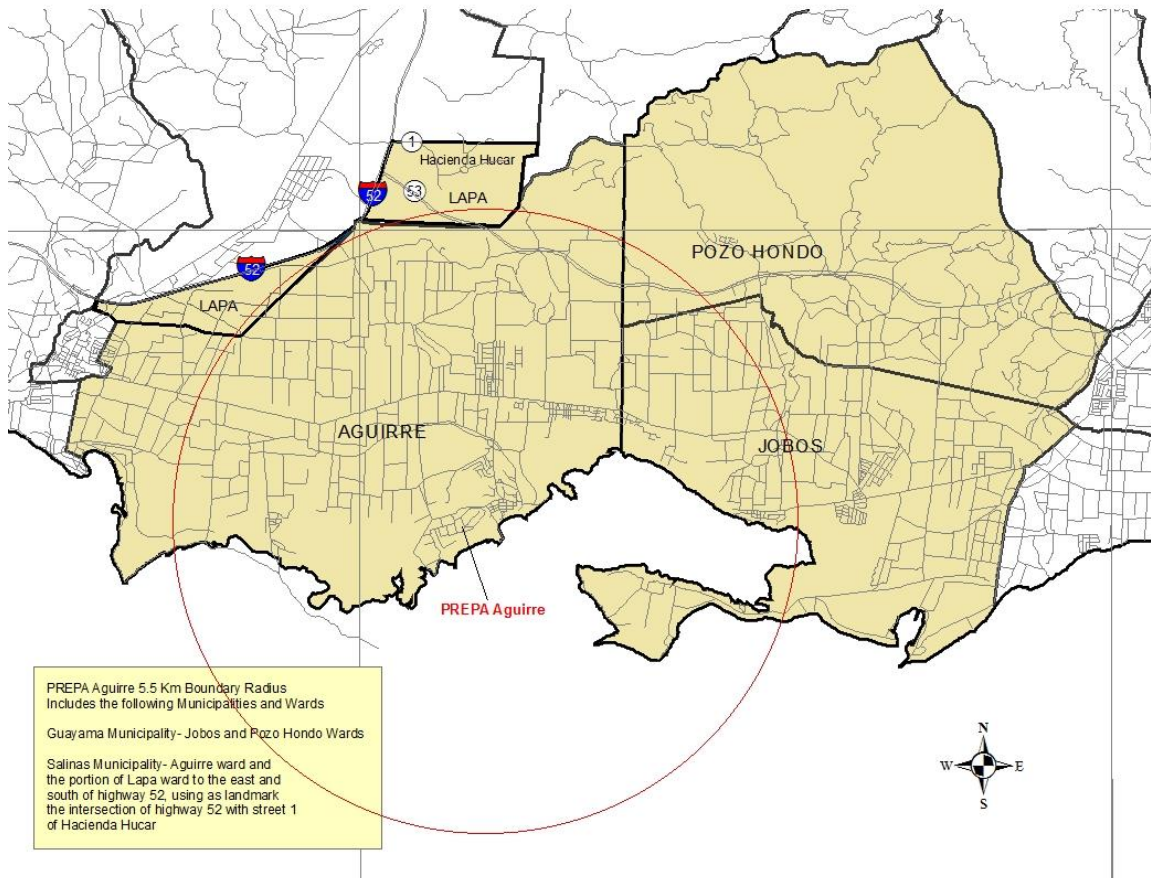 1
Hacienda Hucar
52
53
LAPA
POZO HONDO
52
LAPA
AGUIRRE
JOBOS
PREPA Aguirre
PREPA Aguirre 5.5 Km Boundary Radius
Includes the following Municipalities and Wards
Guayama Municipality- Jobos and Pozo Hondo Wards
Salinas Municipality- Aguirre ward and
the portion of Lapa ward to the east and
south of highway 52, using as landmark
the intersection of highway 52 with street 1
of Hacienda Hucar
N
W
E
S